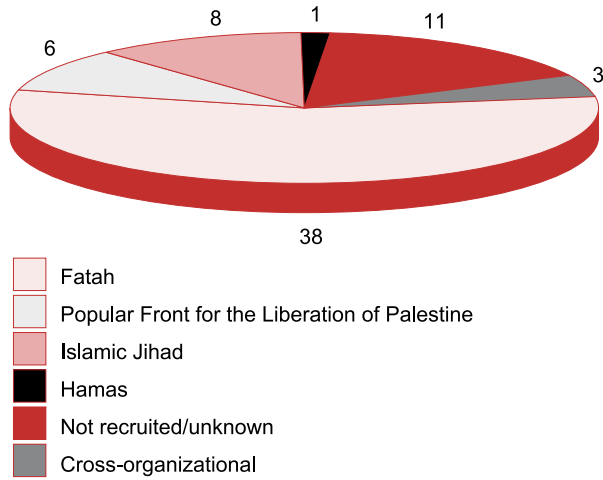 1
8
11
6
3
38
Fatah
Popular Front for the Liberation of Palestine
Islamic Jihad
Hamas
Not recruited/unknown
Cross-organizational